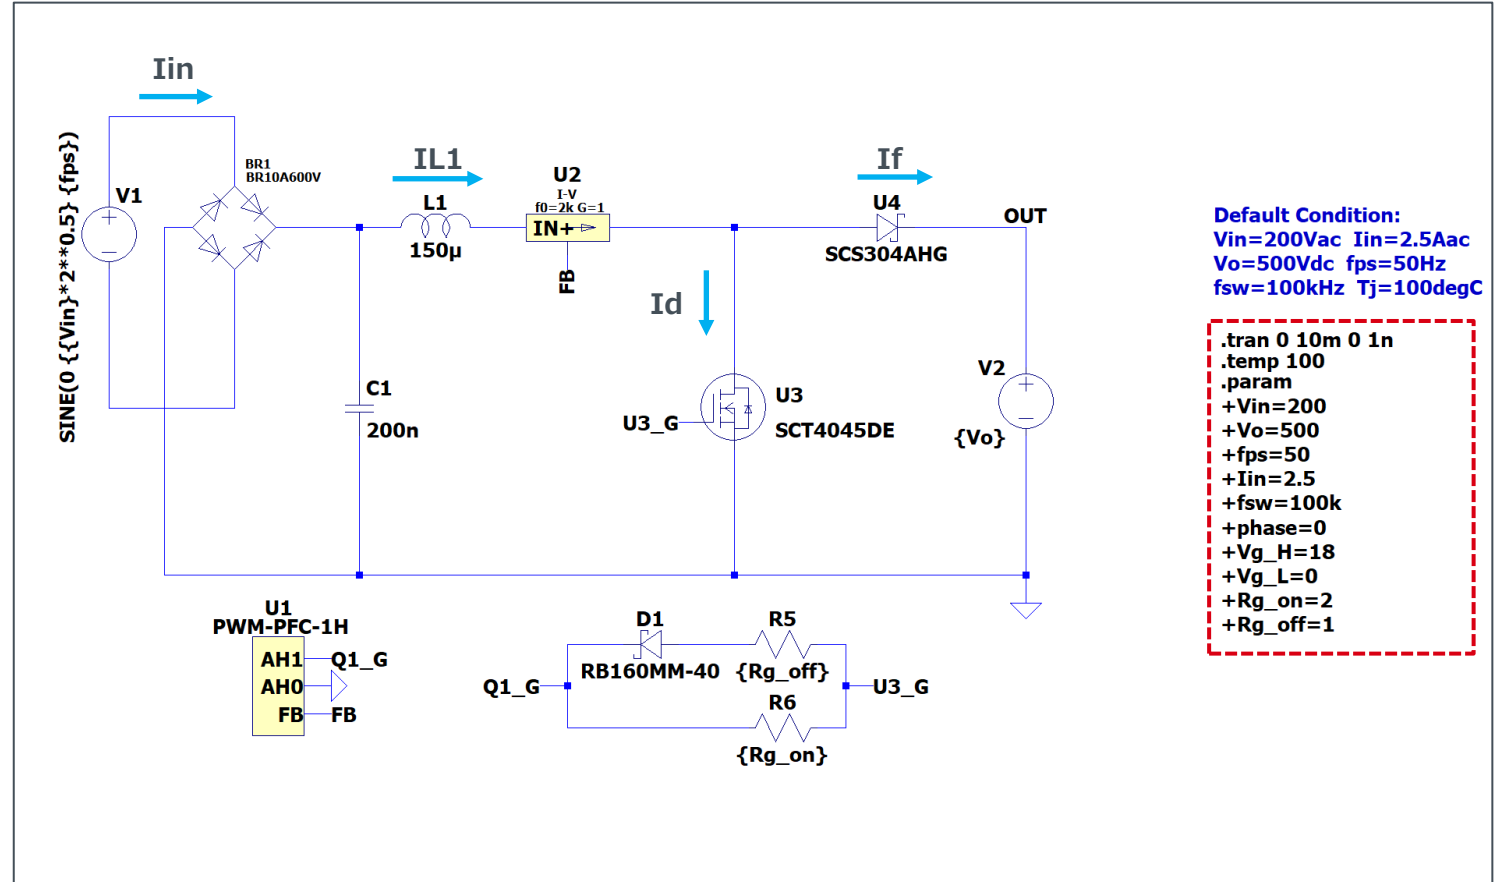 Iin
SINE(0 {{Vin}*2**0.5} {fps})
V1
BR1
BR10A600V
IL1
L1
150µ
U2
I-V
f0=2k G=1
IN+
FB
If
U4
SCS304AHG
OUT
Id
C1
200n
U3_G
U3
SCT4045DE
V2
{Vo}
Default Condition:
Vin=200Vac Iin=2.5Aac
Vo=500Vdc fps=50Hz
fsw=100kHz Tj=100degC
.tran 0 10m 0 1n
.temp 100
.param
+Vin=200
+Vo=500
+fps=50
+Iin=2.5
+fsw=100k
+phase=0
+Vg_H=18
+Vg_L=0
+Rg_on=2
+Rg_off=1
U1
PWM-PFC-1H
AH1 Q1_G
AH0
FB FB
D1
RB160MM-40
R5
{Rg_off}
Q1_G
U3_G
R6
{Rg_on}